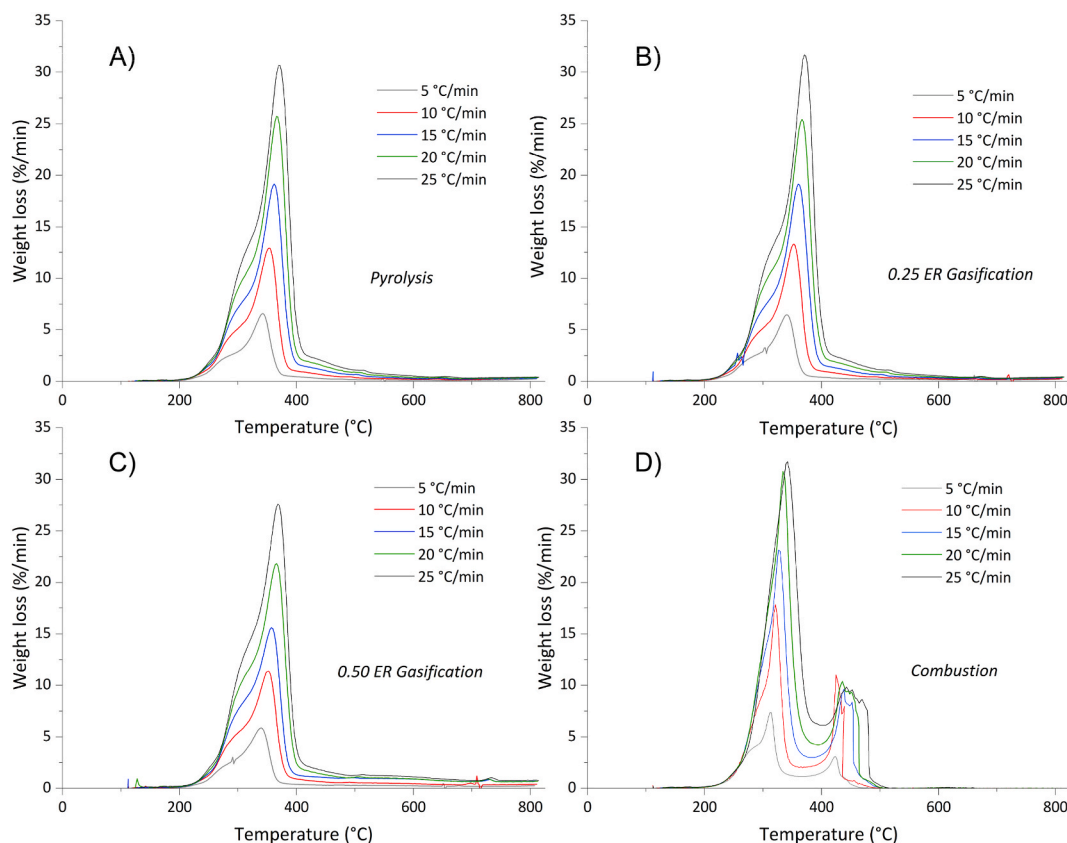 A)
35
30
25
20
15
10
5
0
Weight loss (%/min)
5 °C/min
10 °C/min
15 °C/min
20 °C/min
25 °C/min
Pyrolysis
0
200
400
600
800
Temperature (°C)
B)
35
30
25
20
15
10
5
0
Weight loss (%/min)
5 °C/min
10 °C/min
15 °C/min
20 °C/min
25 °C/min
0.25 ER Gasification
0
200
400
600
800
Temperature (°C)
C)
35
30
25
20
15
10
5
0
Weight loss (%/min)
5 °C/min
10 °C/min
15 °C/min
20 °C/min
25 °C/min
0.50 ER Gasification
0
200
400
600
800
Temperature (°C)
D)
35
30
25
20
15
10
5
0
Weight loss (%/min)
5 °C/min
10 °C/min
15 °C/min
20 °C/min
25 °C/min
Combustion
0
200
400
600
800
Temperature (°C)